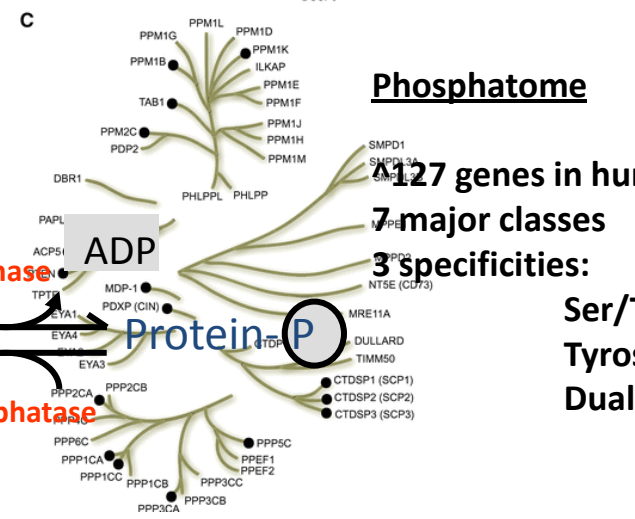 C
PPM1L
PPM1G
PPM1D
PPM1K
PPM1B
ILKAP
PPM1E
TAB1
PPM1F
PPM1J
PPM2C
PPM1H
PDP2
PPM1M
DBR1
PHLPPL
PHLPP
SMPD1
SMPDL3A
Phosphatome
^127 genes in hu
7 major classes
3 specificities:
Ser/
Tyros
Dual
PAPL
ACP5
ADP
nase
MDP-1
PDXP (CIN)
NT5E (CD73)
MRE11A
EYA1
Protein-P
EYA4
DULLARD
TIMM50
EYA3
CTDSP1 (SCP1)
CTDSP2 (SCP2)
CTDSP3 (SCP3)
PPP2CA
PPP2CB
phatase
PPP6C
PPP5C
PPP1CA
PPEF1
PPEF2
PPP1CC
PPP1CB
PPP3CC
PPP3CB
PPP3CA